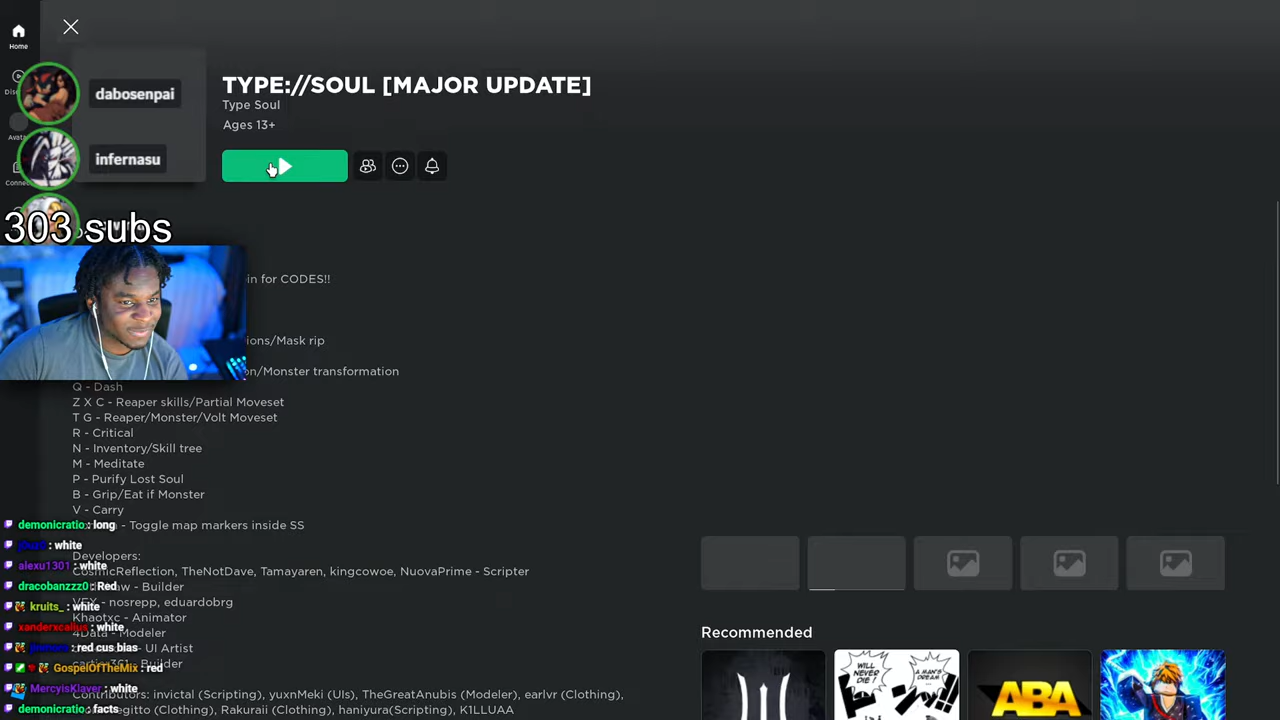 Home
TYPE://SOUL [MAJOR UPDATE]
Type Soul
Ages 13+
dabosenpai
infernasu
303 subs
in for CODES!!
ions/Mask rip
on/Monster transformation
Q - Dash
Z X C - Reaper skills/Partial Moveset
T G - Reaper/Monster/Volt Moveset
R - Critical
N - Inventory/Skill tree
M - Meditate
P - Purify Lost Soul
B - Grip/Eat if Monster
V - Carry
- Toggle map markers inside SS
Developers:
CosmicReflection, TheNotDave, Tamayaren, kingcowoe, NuovaPrime - Scripter
- Builder
VFX - nosrepp, eduardobrg
Khaotxc - Animator
4Data - Modeler
- UI Artist
- Builder
Contributors: invictal (Scripting), yuxnMeki (UIs), TheGreatAnubis (Modeler), earlvr (Clothing),
egitto (Clothing), Rakuraii (Clothing), haniyura(Scripting), K1LLUAA
demonicratio: long
: white
alexu1301: white
dracobanzzz0: Red
kruits_: white
xanderxcalius: white
: red cus bias
GospelOfTheMix: red
MercyisKlaver: white
demonicratio: facts
Recommended
WILL NEVER DIE!
A MAN'S DREAM
ABA